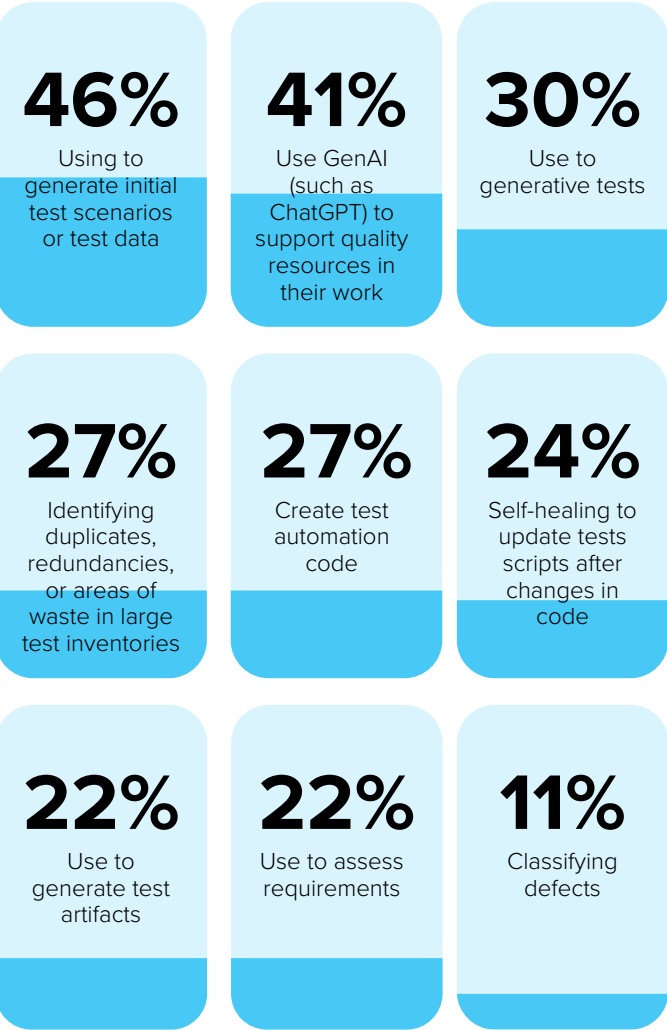 46%
Using to
generate initial
test scenarios
or test data
41%
Use GenAI
(such as
ChatGPT) to
support quality
resources in
their work
30%
Use to
generative tests
27%
Identifying
duplicates,
redundancies,
or areas of
waste in large
test inventories
27%
Create test
automation
code
24%
Self-healing to
update tests
scripts after
changes in
code
22%
Use to
generate test
artifacts
22%
Use to assess
requirements
11%
Classifying
defects